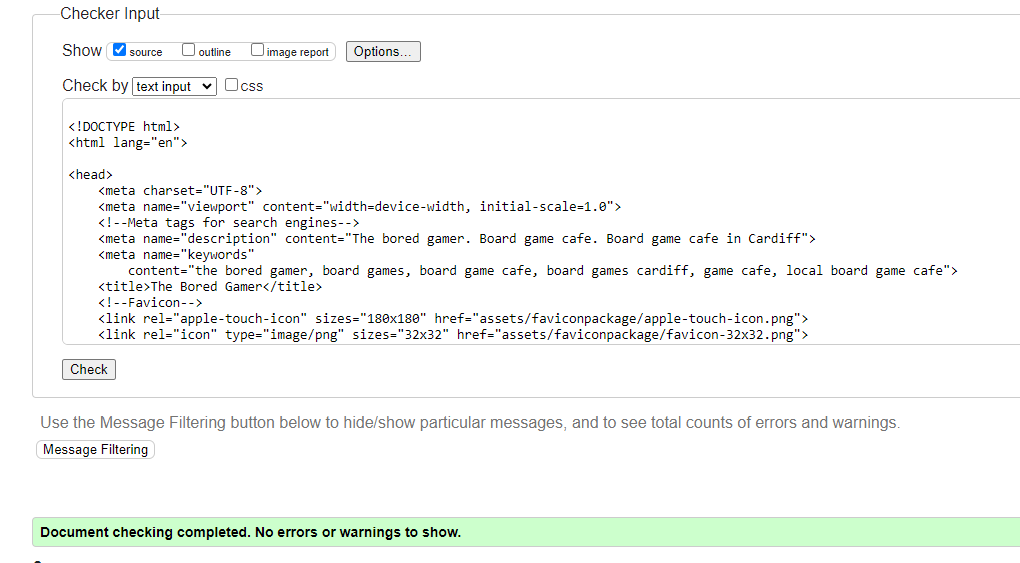 Checker Input
Show source outline image report Options...
Check by text input css
<!DOCTYPE html>
<html lang="en">
<head>
<meta charset="UTF-8">
<meta name="viewport" content="width=device-width, initial-scale=1.0">
<!--Meta tags for search engines-->
<meta name="description" content="The bored gamer. Board game cafe. Board game cafe in Cardiff">
<meta name="keywords"
content="the bored gamer, board games, board game cafe, board games cardiff, game cafe, local board game cafe">
<title>The Bored Gamer</title>
<!--Favicon-->
<link rel="apple-touch-icon" sizes="180x180" href="assets/faviconpackage/apple-touch-icon.png">
<link rel="icon" type="image/png" sizes="32x32" href="assets/faviconpackage/favicon-32x32.png">
Check
Use the Message Filtering button below to hide/show particular messages, and to see total counts of errors and warnings.
Message Filtering
Document checking completed. No errors or warnings to show.